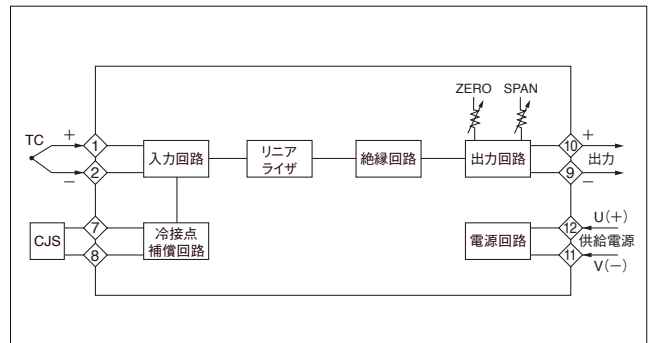 ZERO SPAN
TC
+
1
2
−
入力回路
リニア
ライザ
絶縁回路
出力回路
10
9
+
出力
−
CJS
7
8
冷接点
補償回路
電源回路
12
11
U(+)
供給電源
V(−)